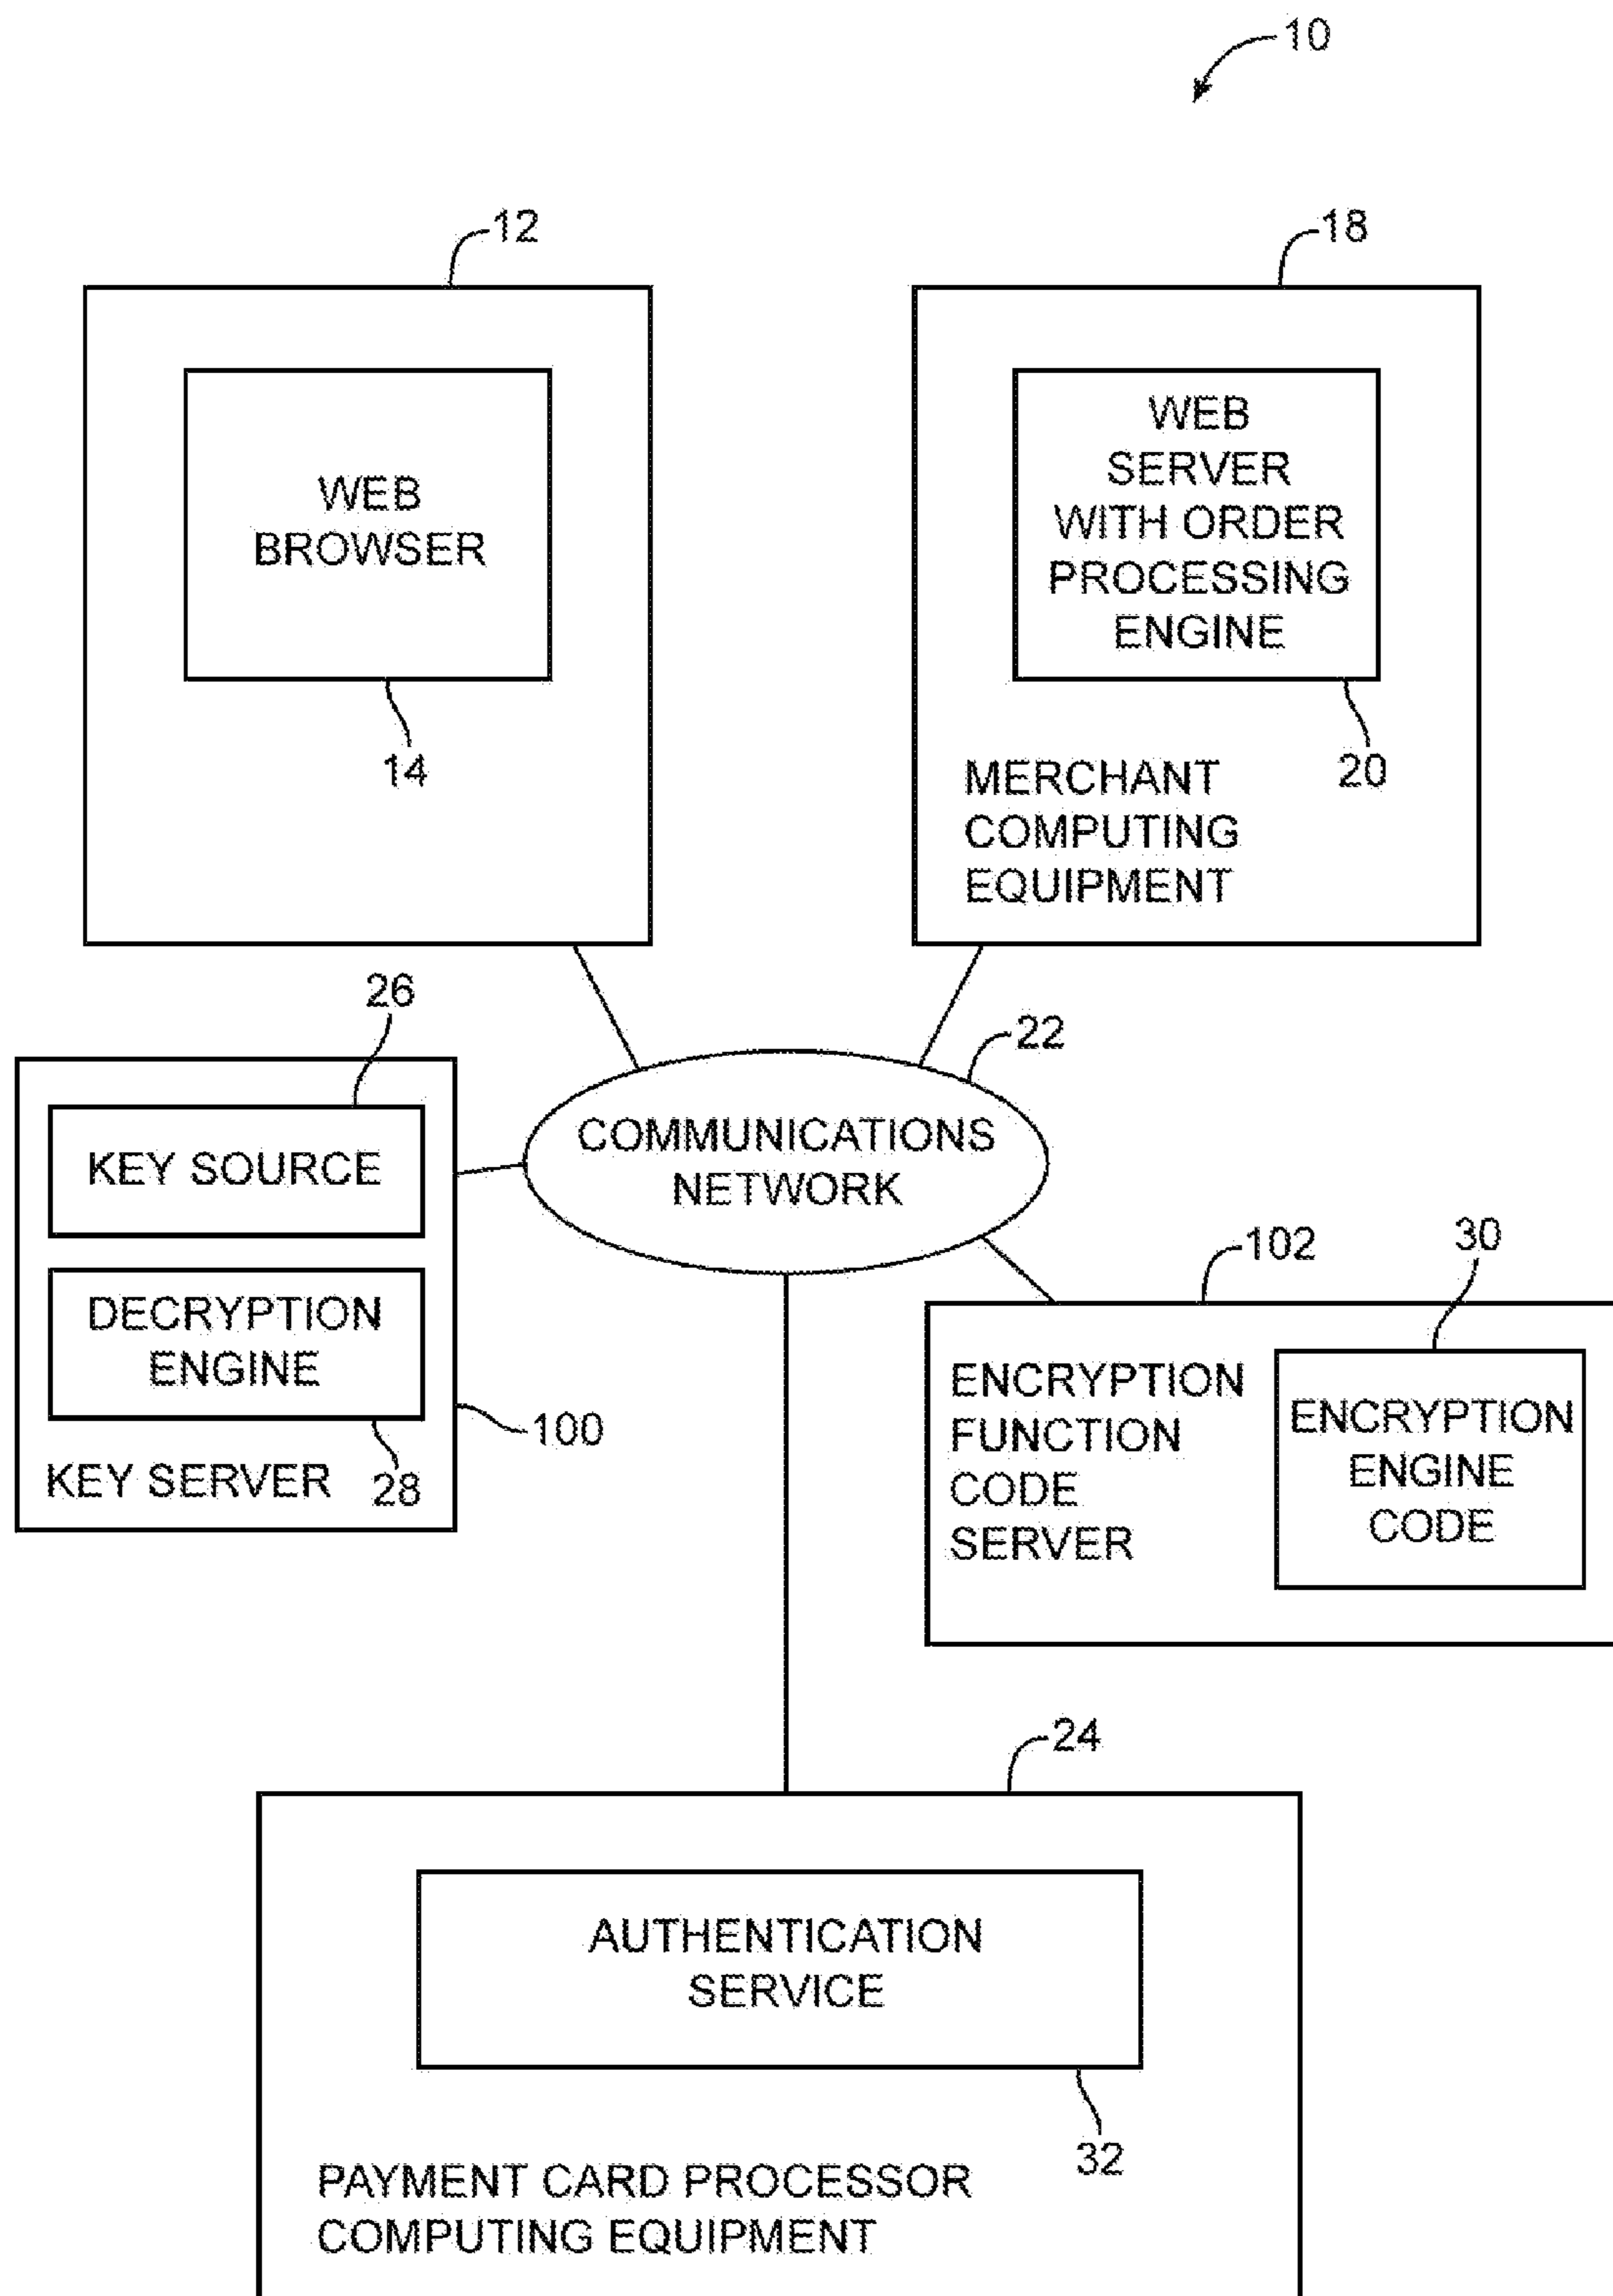 10
12
18
WEB
BROWSER
14
WEB
SERVER
WITH ORDER
PROCESSING
ENGINE
20
MERCHANT
COMPUTING
EQUIPMENT
26
22
COMMUNICATIONS
NETWORK
KEY SOURCE
DECRYPTION
ENGINE
KEY SERVER
28
100
102
30
ENCRYPTION
FUNCTION
CODE
SERVER
ENCRYPTION
ENGINE
CODE
24
AUTHENTICATION
SERVICE
32
PAYMENT CARD PROCESSOR
COMPUTING EQUIPMENT